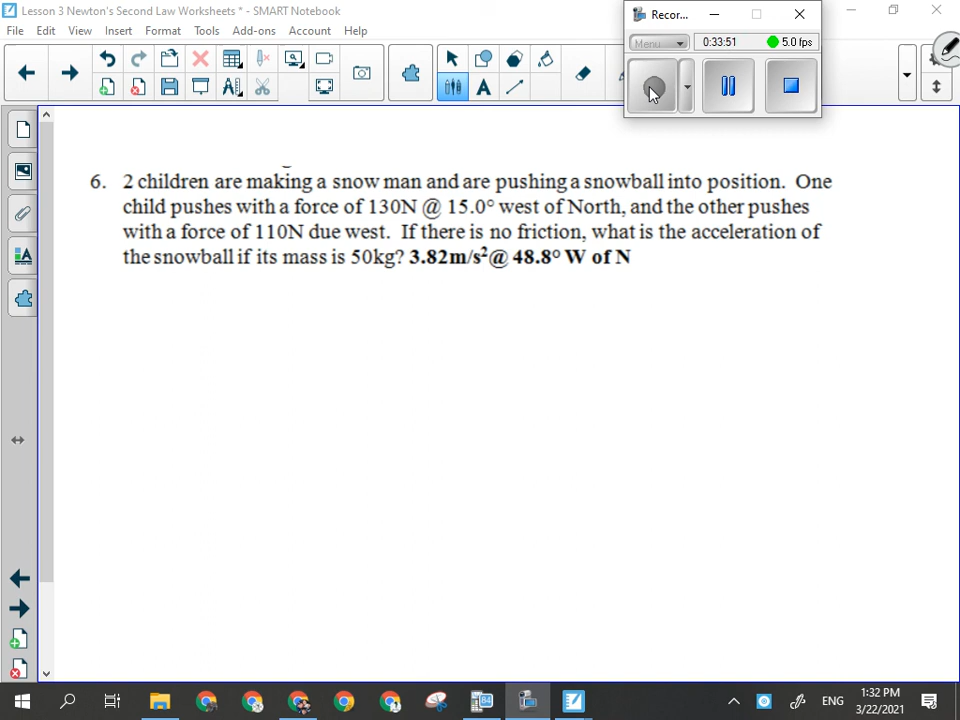 Lesson 3 Newton's Second Law Worksheets * - SMART Notebook
File Edit View Insert Format Tools Add-ons Account Help
Recor...
Menu 0:33:51 5.0 fps
6. 2 children are making a snow man and are pushing a snowball into position. One
child pushes with a force of 130N @ 15.0° west of North, and the other pushes
with a force of 110N due west. If there is no friction, what is the acceleration of
the snowball if its mass is 50kg? 3.82m/s²@ 48.8° W of N
ENG
1:32 PM
3/22/2021